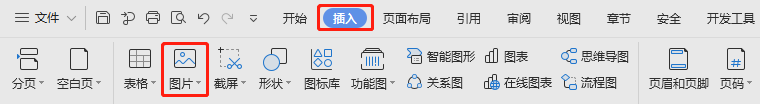 文件 开始 插入 页面布局 引用 审阅 视图 章节 安全 开发工具
智能图形 图表 思维导图
分页 空白页 表格 图片 截屏 形状 图标库 功能图 关系图 在线图表 流程图 页眉和页脚 页码